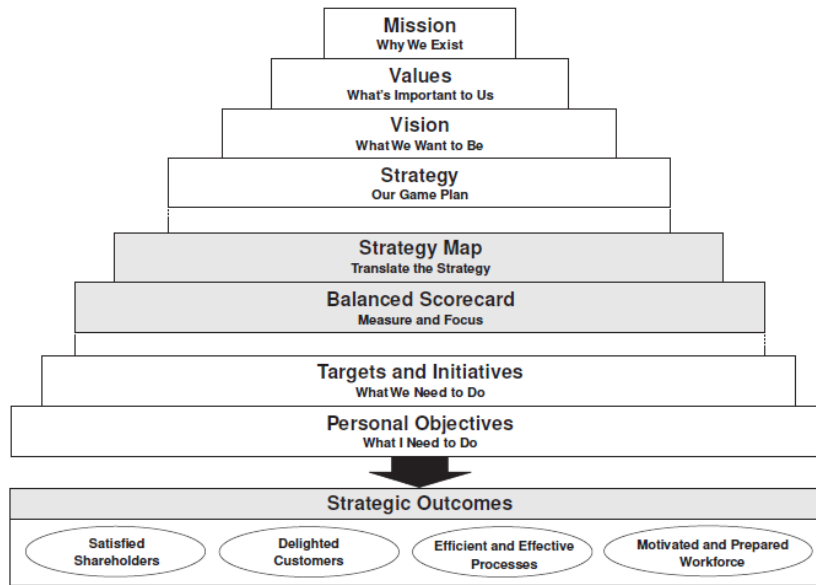 Mission
Why We Exist
Values
What's Important to Us
Vision
What We Want to Be
Strategy
Our Game Plan
Strategy Map
Translate the Strategy
Balanced Scorecard
Measure and Focus
Targets and Initiatives
What We Need to Do
Personal Objectives
What I Need to Do
Strategic Outcomes
Satisfied
Shareholders
Delighted
Customers
Efficient and Effective
Processes
Motivated and Prepared
Workforce